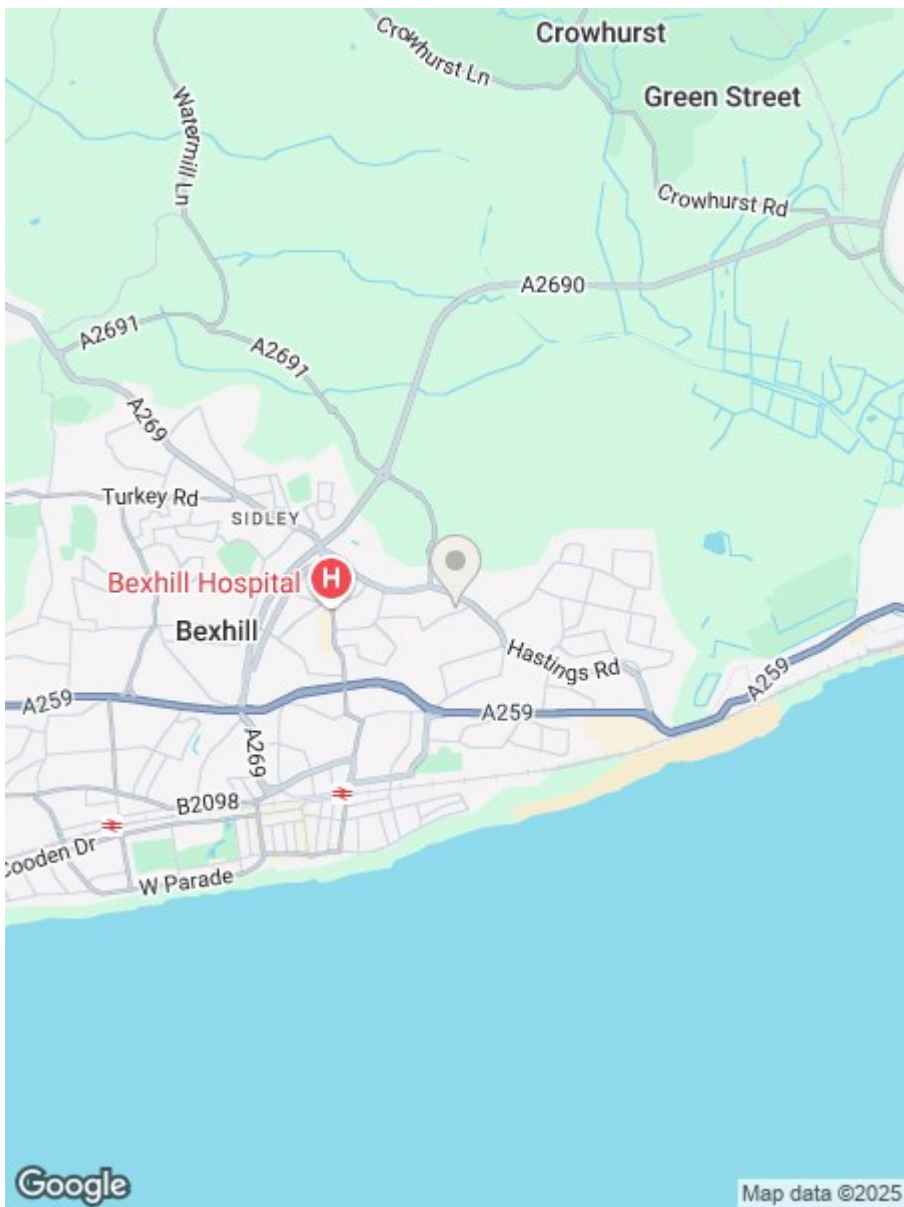 Crowhurst
Crowhurst Ln
Green Street
Watermill Ln
Crowhurst Rd
A2690
A2691
A2691
A269
Turkey Rd
SIDLEY
Bexhill Hospital
H
Bexhill
Hastings Rd
A259
A259
A259
A269
B2098
Cooden Dr
W Parade
Google
Map data ©2025